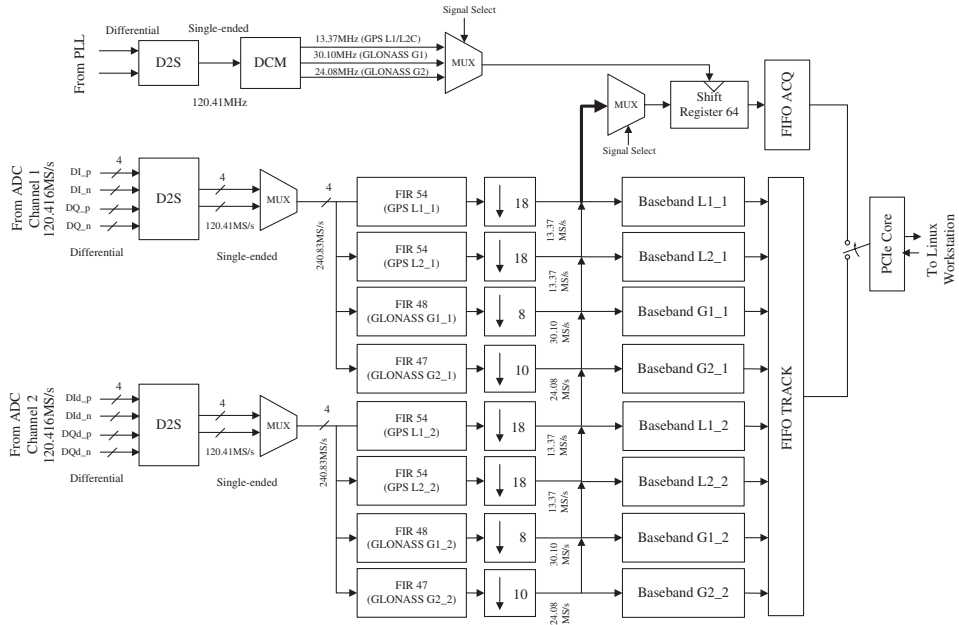 Signal Select
Differential
Single-ended
From PLL
D2S
DCM
13.37MHz (GPS L1/L2C)
30.10MHz (GLONASS G1)
24.08MHz (GLONASS G2)
MUX
120.41MHz
MUX
Signal Select
Shift
Register 64
FIFO ACQ
From ADC
Channel 1
120.416MS/s
4
DI_p
DI_n
DQ_p
DQ_n
Differential
D2S
4
120.41MS/s
MUX
Single-ended
4
240.83MS/s
FIR 54
(GPS L1_1)
18
13.37
MS/s
Baseband L1_1
FIR 54
(GPS L2_1)
18
13.37
MS/s
Baseband L2_1
FIR 48
(GLONASS G1_1)
8
30.10
MS/s
Baseband G1_1
FIR 47
(GLONASS G2_1)
10
24.08
MS/s
Baseband G2_1
From ADC
Channel 2
120.416MS/s
4
DId_p
DId_n
DQd_p
DQd_n
Differential
D2S
4
120.41MS/s
MUX
Single-ended
4
240.83MS/s
FIR 54
(GPS L1_2)
18
13.37
MS/s
Baseband L1_2
FIR 54
(GPS L2_2)
18
13.37
MS/s
Baseband L2_2
FIR 48
(GLONASS G1_2)
8
30.10
MS/s
Baseband G1_2
FIR 47
(GLONASS G2_2)
10
24.08
MS/s
Baseband G2_2
FIFO TRACK
PCIe Core
To Linux
Workstation